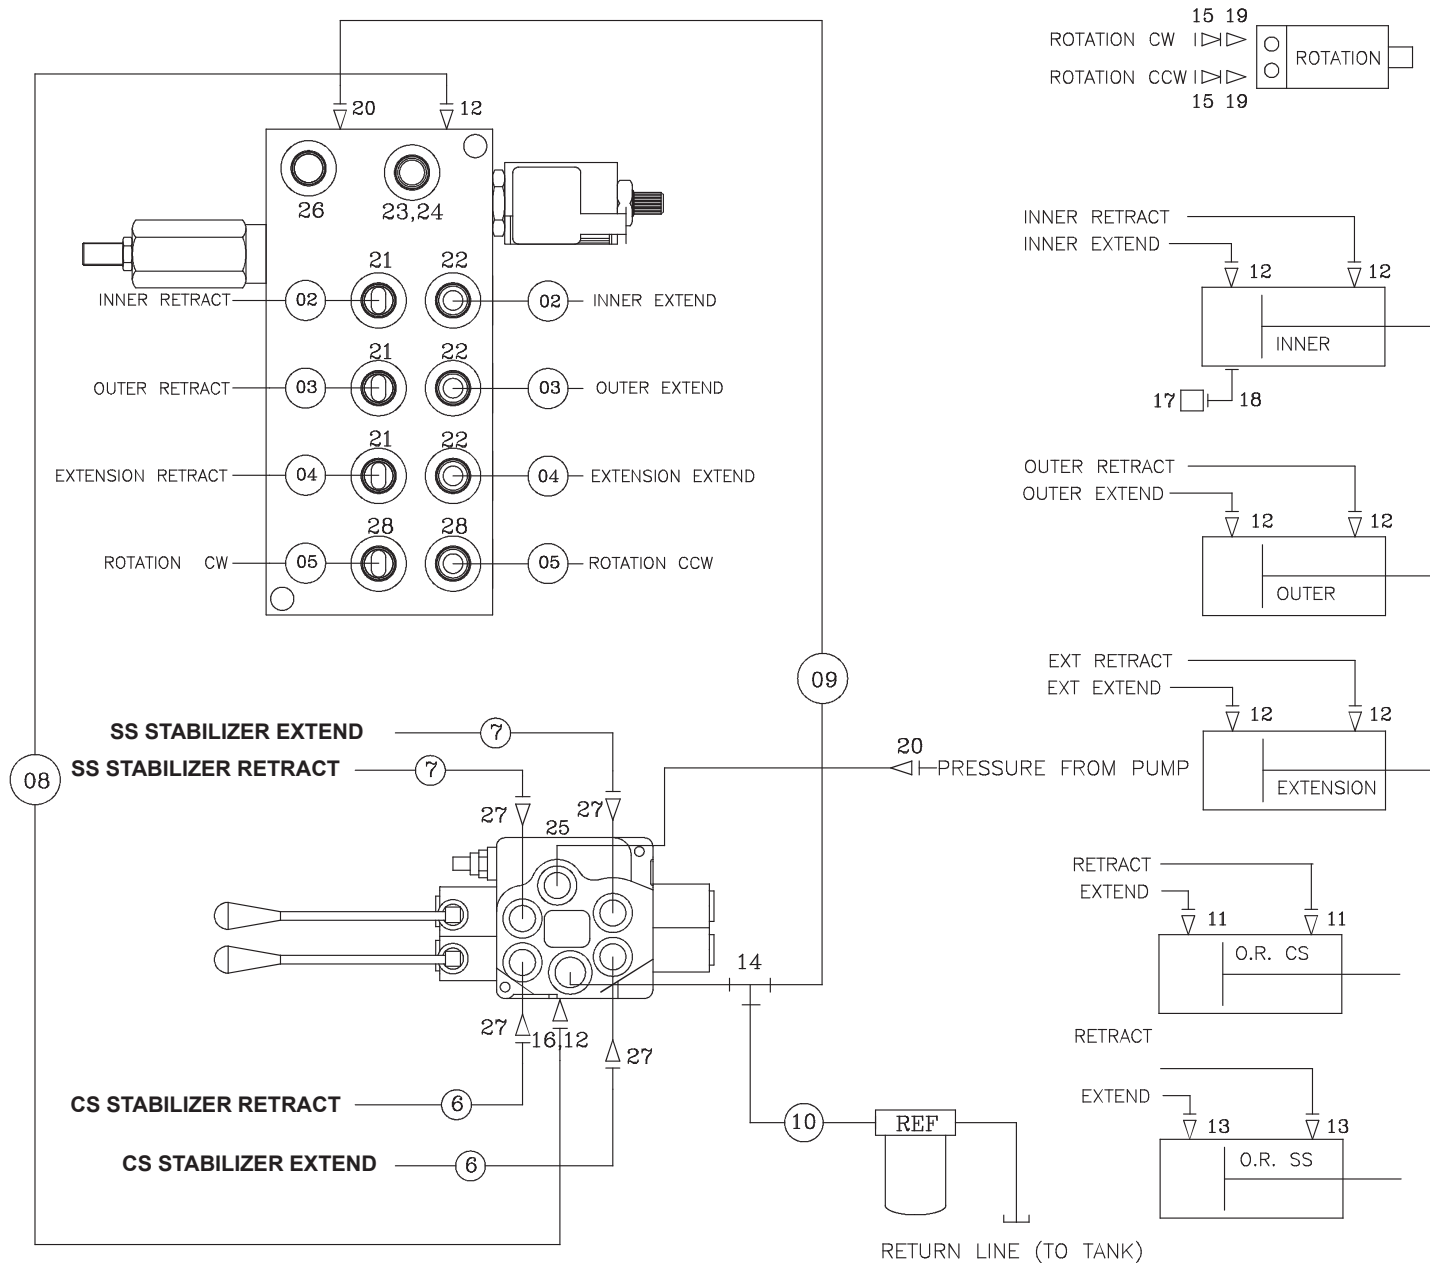 15 19
ROTATION CW
ROTATION
ROTATION CCW
15 19
20
12
26
23,24
21
22
INNER RETRACT
02
02
INNER EXTEND
21
22
OUTER RETRACT
03
03
OUTER EXTEND
21
22
EXTENSION RETRACT
04
04
EXTENSION EXTEND
28
28
ROTATION CW
05
05
ROTATION CCW
INNER RETRACT
INNER EXTEND
12
12
INNER
17
18
OUTER RETRACT
OUTER EXTEND
12
12
OUTER
09
EXT RETRACT
EXT EXTEND
12
12
EXTENSION
SS STABILIZER EXTEND
7
08
SS STABILIZER RETRACT
7
20
PRESSURE FROM PUMP
27
27
25
RETRACT
EXTEND
11
11
O.R. CS
14
27
16,12
27
CS STABILIZER RETRACT
6
CS STABILIZER EXTEND
6
10
REF
RETURN LINE (TO TANK)
RETRACT
EXTEND
13
13
O.R. SS